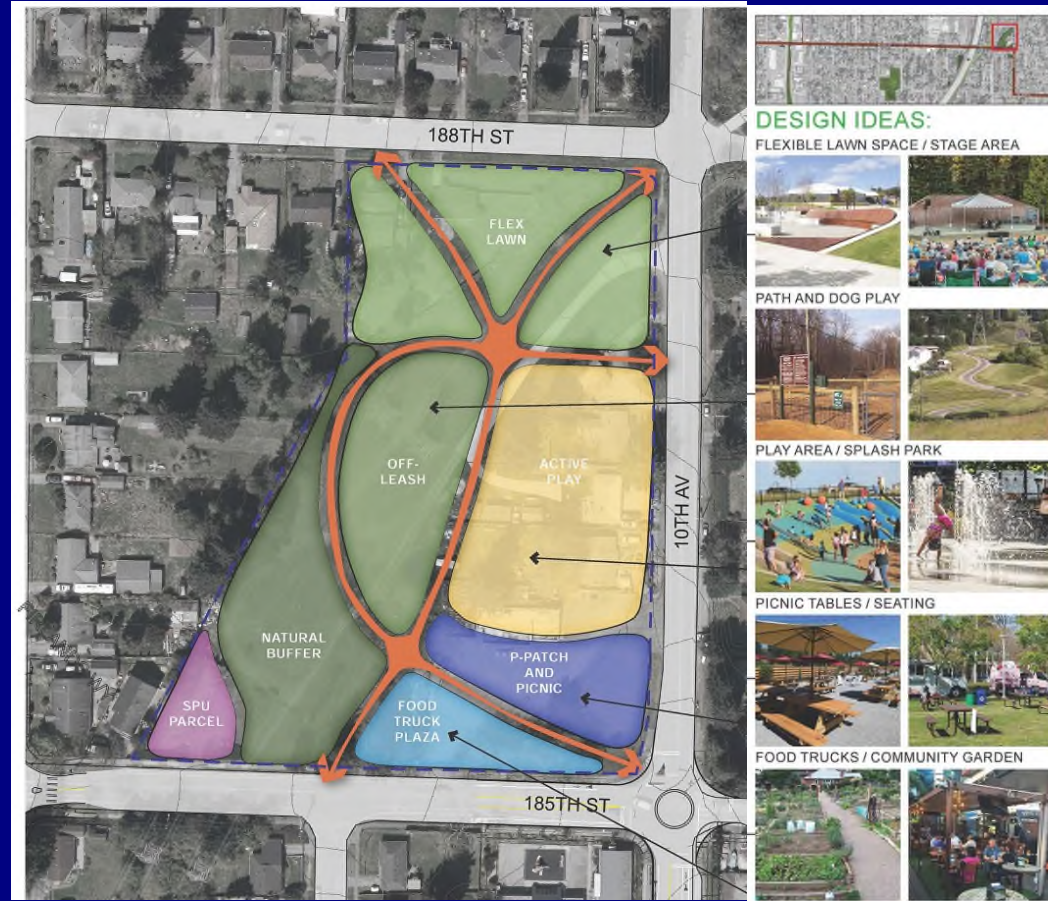 188TH ST
FLEX
LAWN
OFF-
LEASH
ACTIVE
PLAY
10TH AV
NATURAL
BUFFER
P-PATCH
AND
PICNIC
SPU
PARCEL
FOOD
TRUCK
PLAZA
185TH ST
DESIGN IDEAS:
FLEXIBLE LAWN SPACE / STAGE AREA
PATH AND DOG PLAY
PLAY AREA / SPLASH PARK
PICNIC TABLES / SEATING
FOOD TRUCKS / COMMUNITY GARDEN